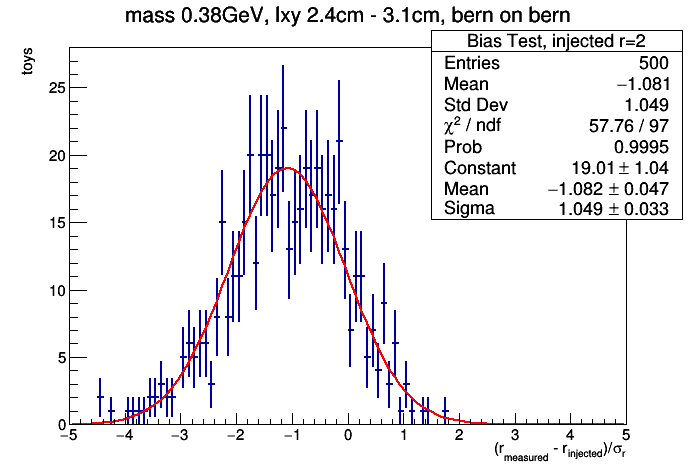 mass 0.38GeV, lxy 2.4cm - 3.1cm, bern on bern
Bias Test, injected r=2
Entries 500
Mean −1.081
Std Dev 1.049
χ² / ndf 57.76 / 97
Prob 0.9995
Constant 19.01 ± 1.04
Mean −1.082 ± 0.047
Sigma 1.049 ± 0.033
toys
25
20
15
10
5
0
−5 −4 −3 −2 −1 0 1 2 3 4 5
(r_measured - r_injected)/σ_r